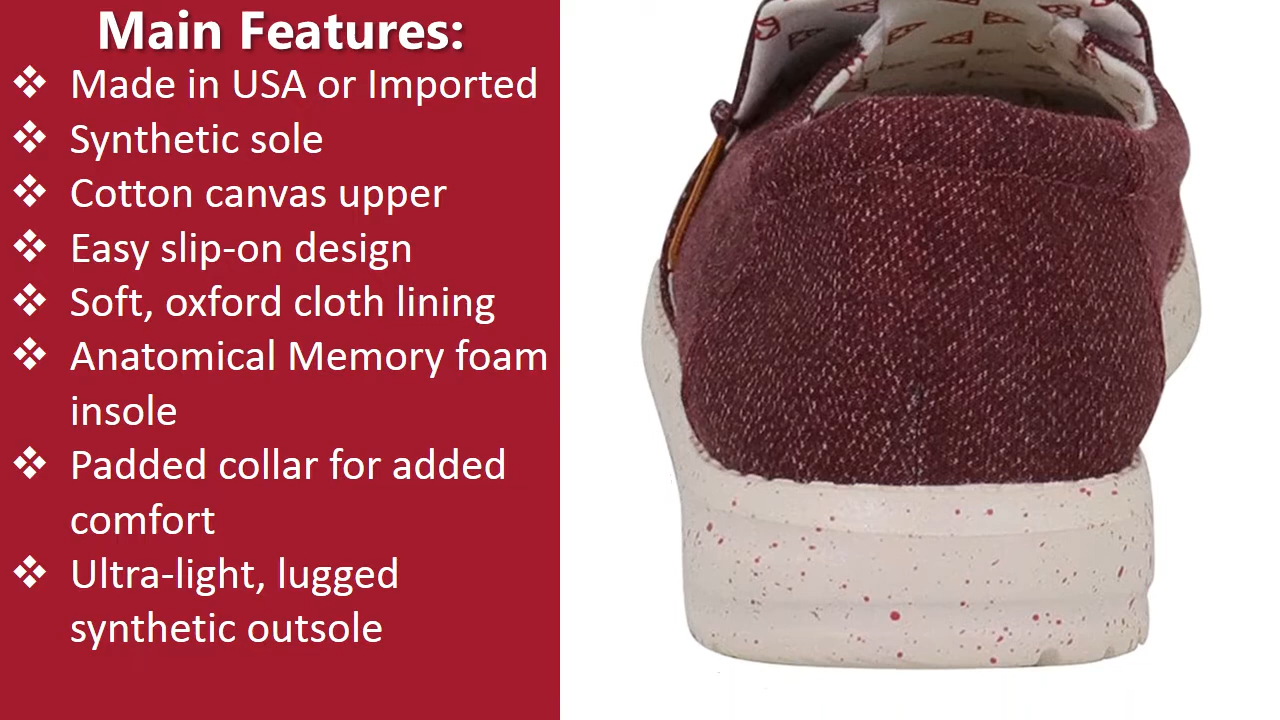 Main Features:
❖ Made in USA or Imported
❖ Synthetic sole
❖ Cotton canvas upper
❖ Easy slip-on design
❖ Soft, oxford cloth lining
❖ Anatomical Memory foam
insole
❖ Padded collar for added
comfort
❖ Ultra-light, lugged
synthetic outsole